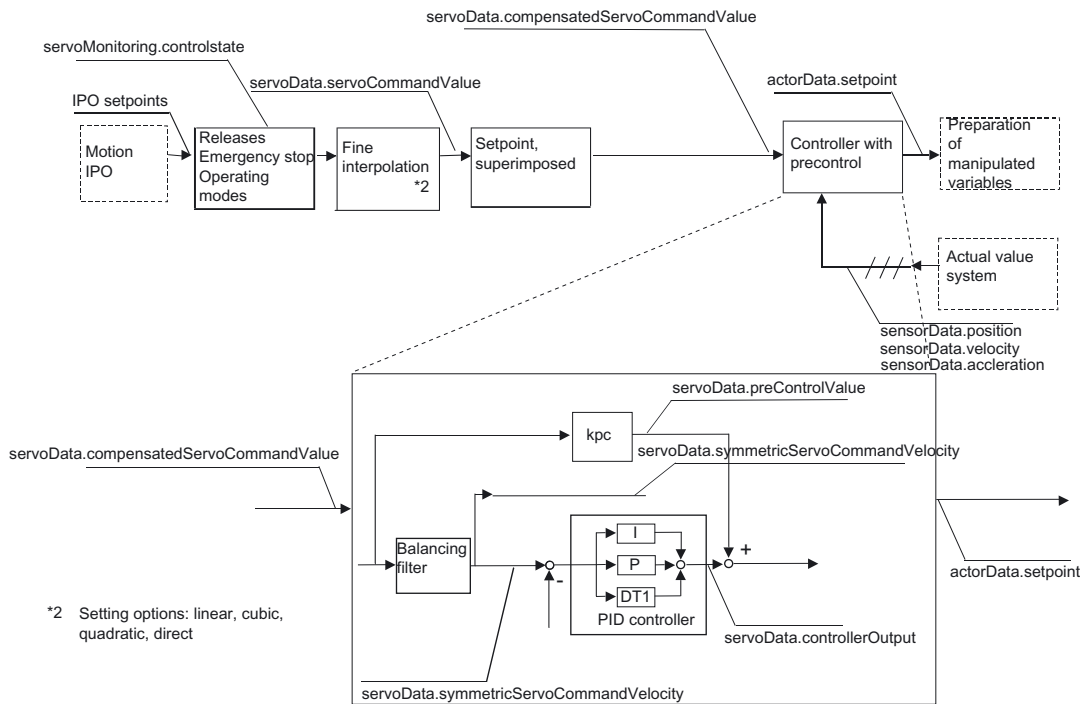 servoData.compensatedServoCommandValue
servoMonitoring.controlstate
servoData.servoCommandValue
actorData.setpoint
IPO setpoints
Motion
IPO
Releases
Emergency stop
Operating
modes
Fine
interpolation
*2
Setpoint,
superimposed
Controller with
precontrol
Preparation
of
manipulated
variables
Actual value
system
sensorData.position
sensorData.velocity
sensorData.accleration
servoData.preControlValue
kpc
servoData.compensatedServoCommandValue
servoData.symmetricServoCommandVelocity
Balancing
filter
-
I
P
DT1
PID controller
+
actorData.setpoint
*2 Setting options: linear, cubic,
quadratic, direct
servoData.controllerOutput
servoData.symmetricServoCommandVelocity